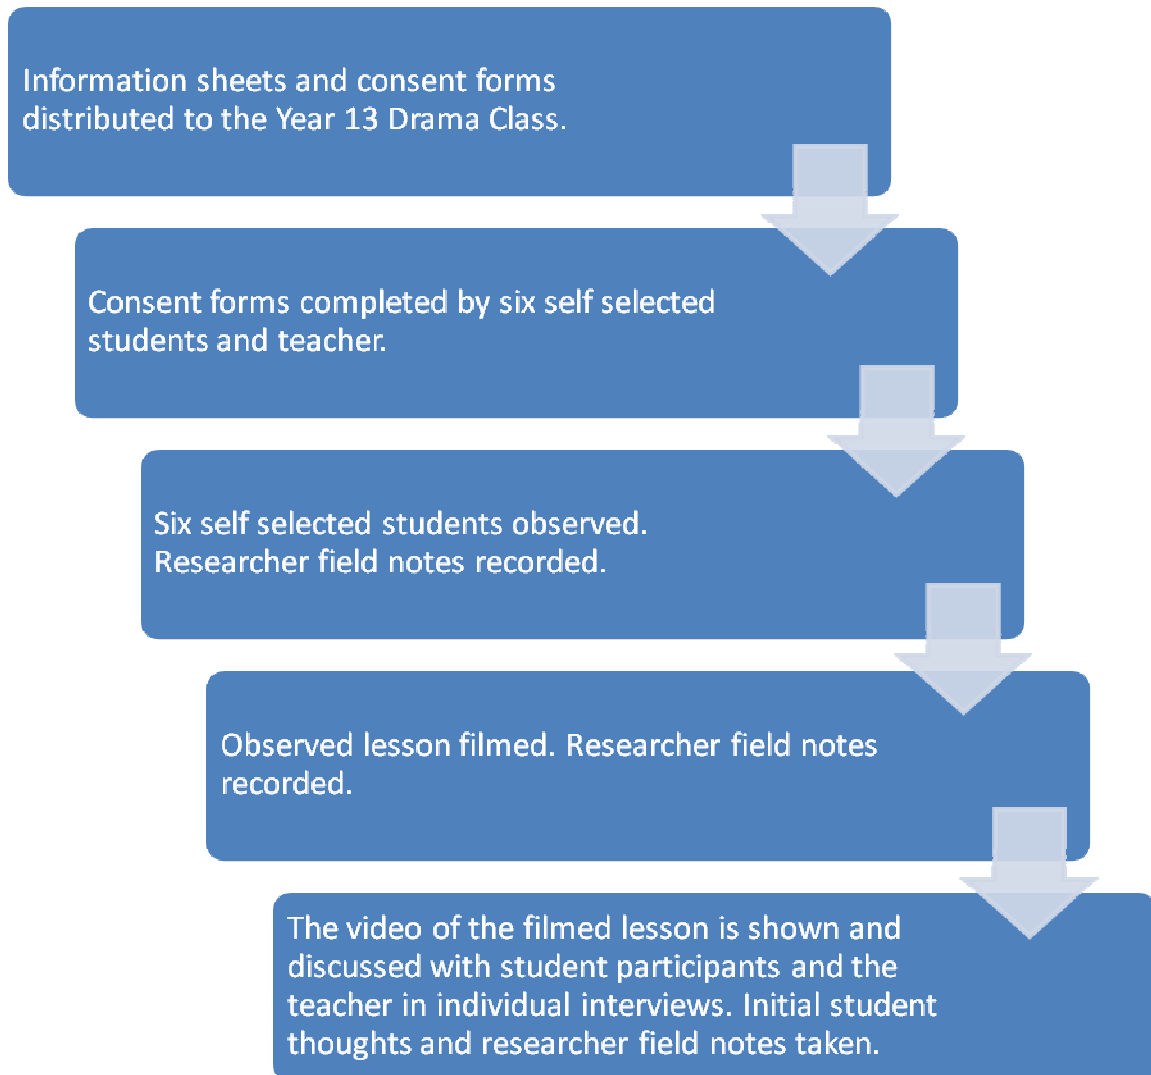 Information sheets and consent forms
distributed to the Year 13 Drama Class.
Consent forms completed by six self selected
students and teacher.
Six self selected students observed.
Researcher field notes recorded.
Observed lesson filmed. Researcher field notes
recorded.
The video of the filmed lesson is shown and
discussed with student participants and the
teacher in individual interviews. Initial student
thoughts and researcher field notes taken.